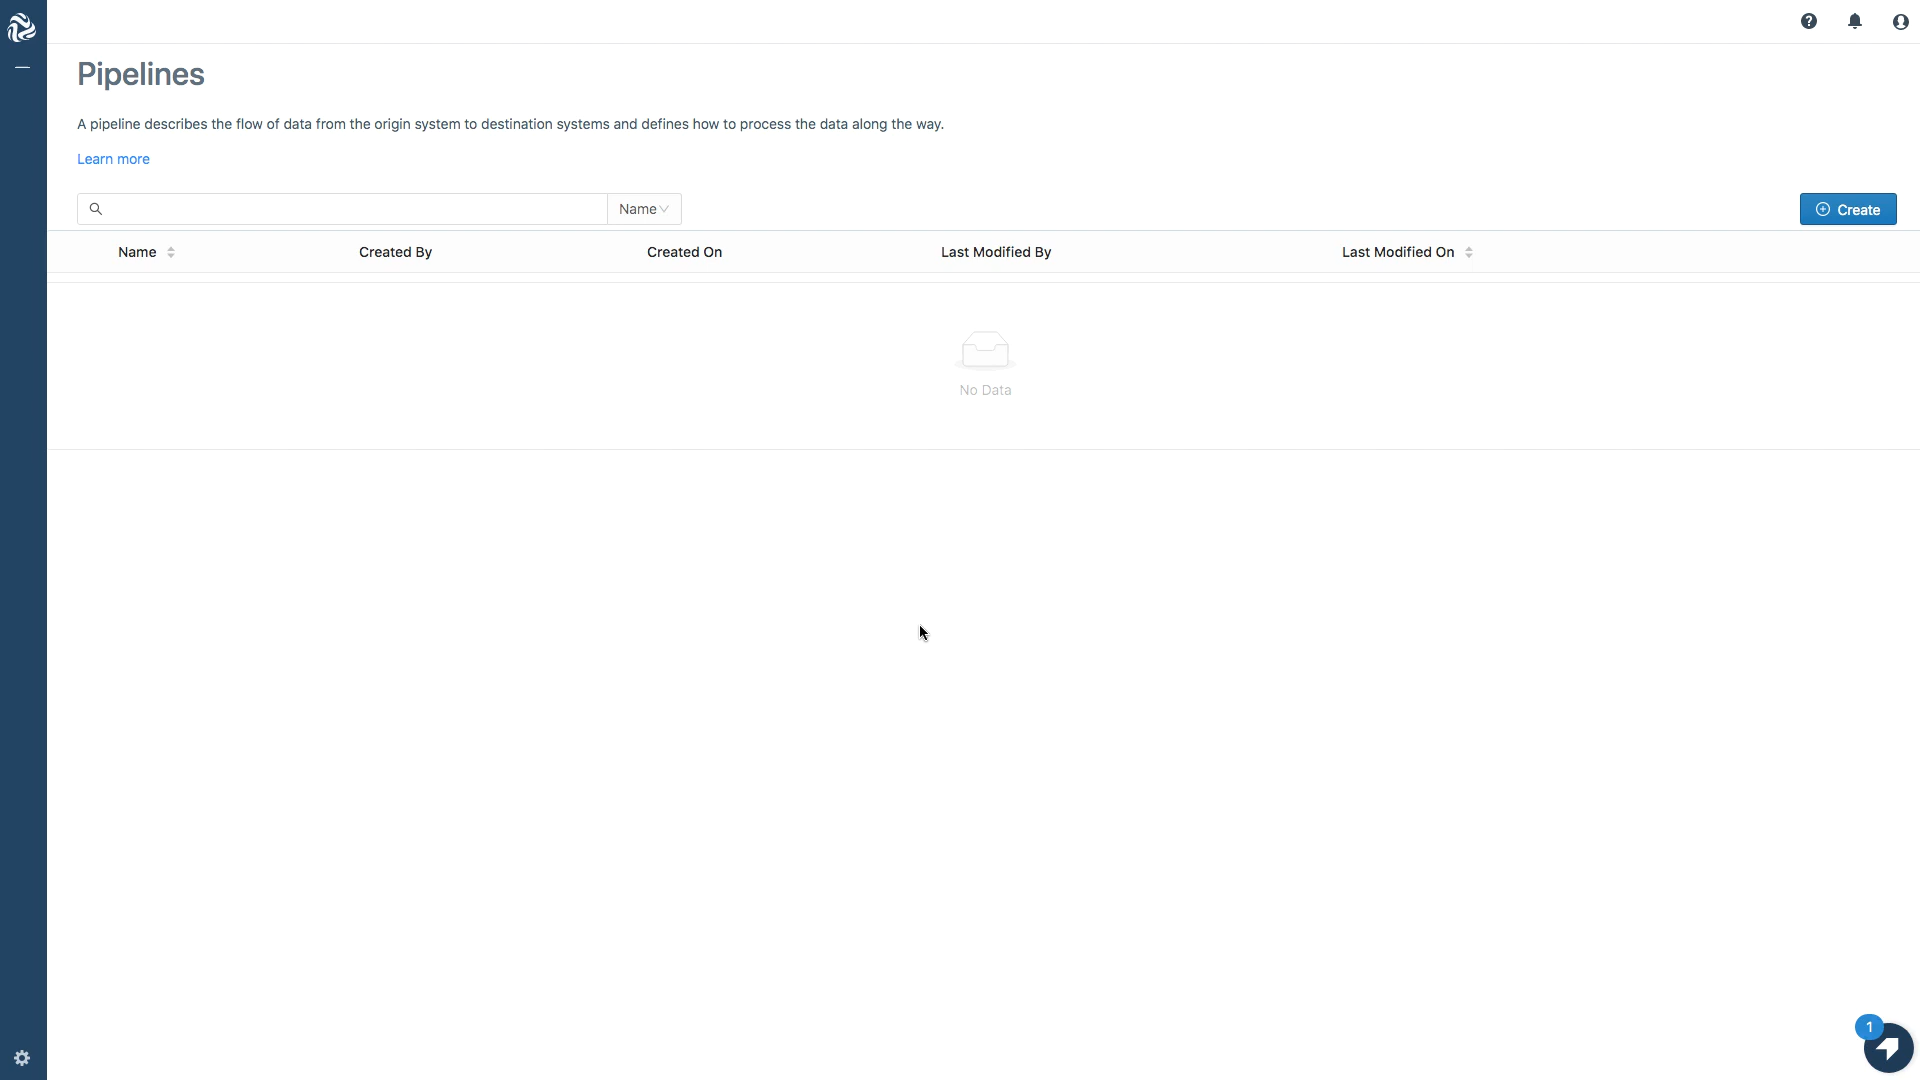 Pipelines
A pipeline describes the flow of data from the origin system to destination systems and defines how to process the data along the way.
Learn more
Name
Create
Name Created By Created On Last Modified By Last Modified On
No Data
1